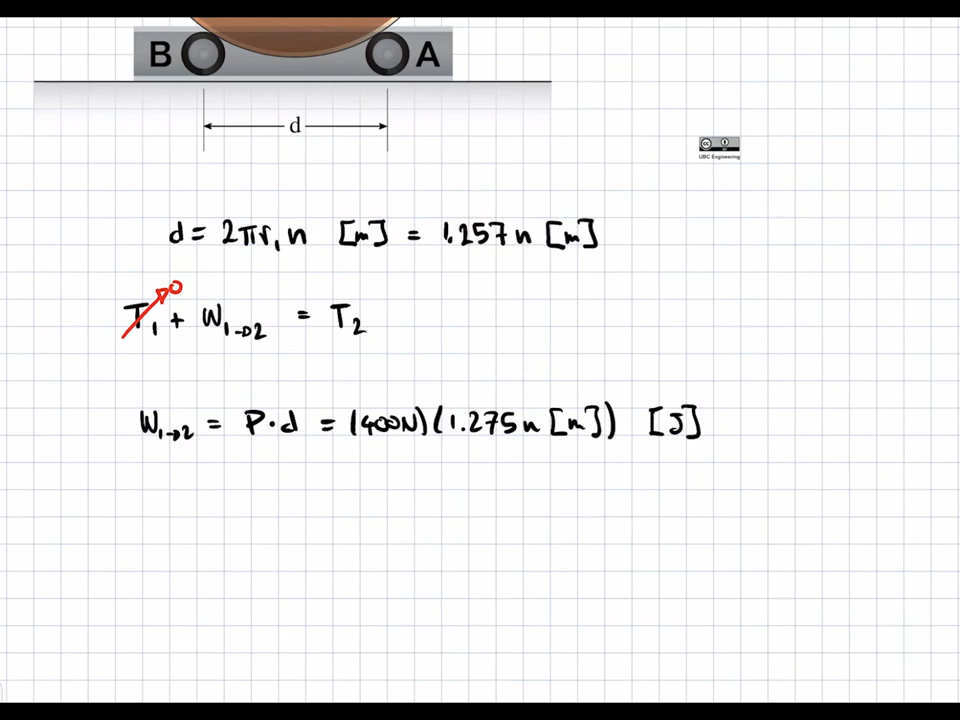 B A
d
UBC Engineering
d = 2πr₁n [m] = 1.257n [m]
T₁ ↗ 0 + W₁→₂ = T₂
W₁→₂ = P·d = (400N)(1.275n [m]) [J]